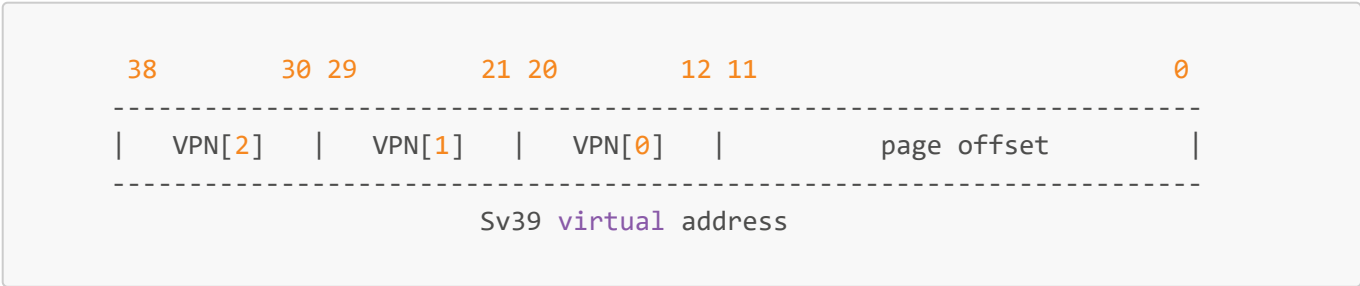 38 30 29 21 20 12 11 0
-----------------------------------------------------------------------
| VPN[2] | VPN[1] | VPN[0] | page offset |
-----------------------------------------------------------------------
Sv39 virtual address